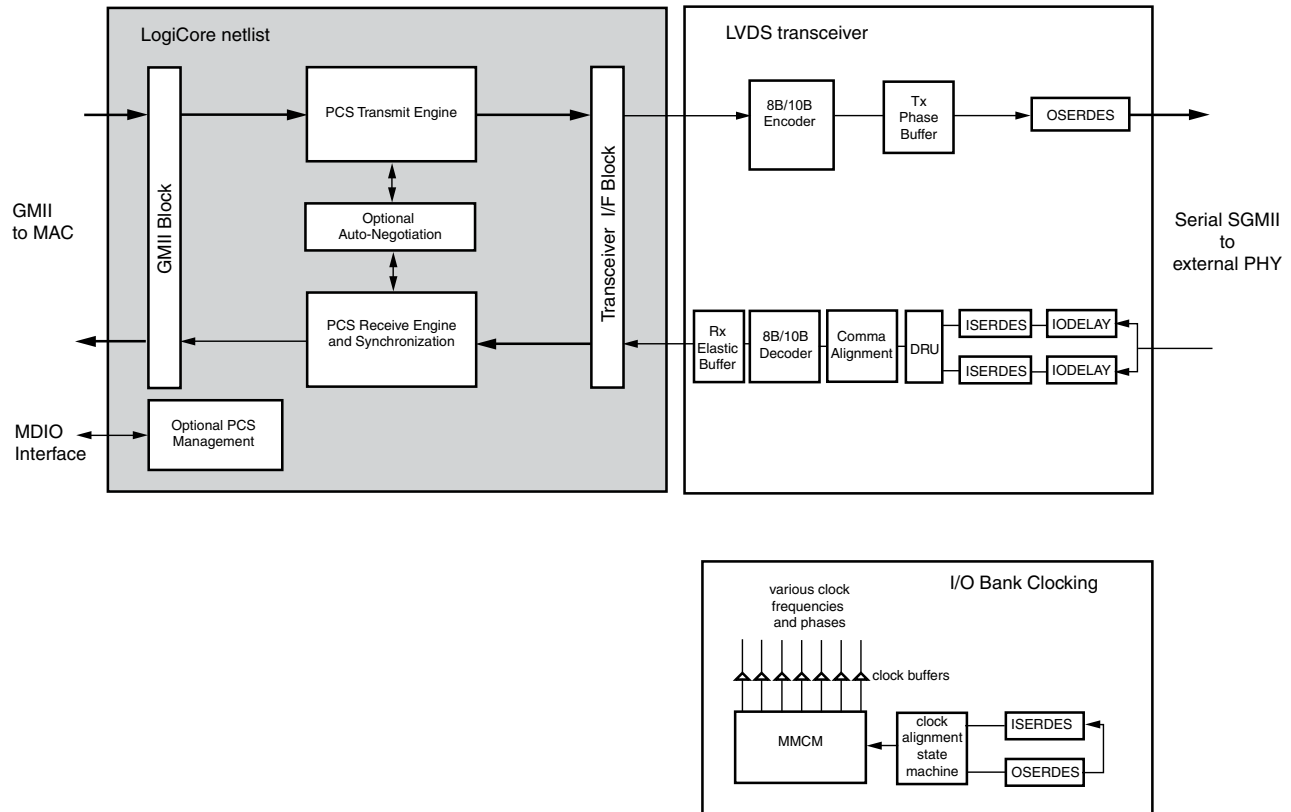 LogiCore netlist
LVDS transceiver
GMII Block
PCS Transmit Engine
Transceiver I/F Block
8B/10B
Encoder
Tx
Phase
Buffer
OSERDES
GMII
to MAC
Optional
Auto-Negotiation
Serial SGMII
to
external PHY
PCS Receive Engine
and Synchronization
Rx
Elastic
Buffer
8B/10B
Decoder
Comma
Alignment
DRU
ISERDES
IODELAY
ISERDES
IODELAY
MDIO
Interface
Optional PCS
Management
I/O Bank Clocking
various clock
frequencies
and phases
clock buffers
MMCM
clock
alignment
state
machine
ISERDES
OSERDES